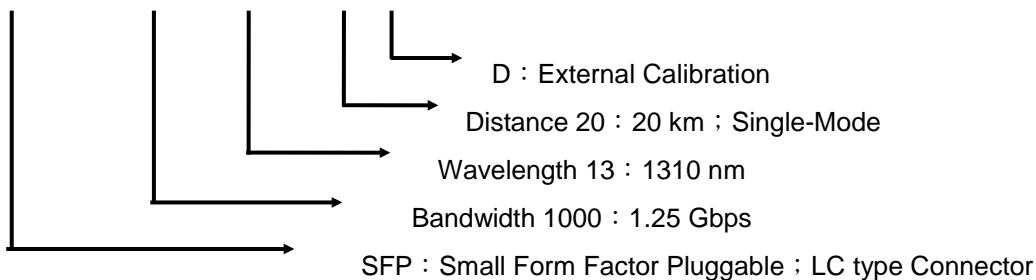 D：External Calibration
Distance 20：20 km；Single-Mode
Wavelength 13：1310 nm
Bandwidth 1000：1.25 Gbps
SFP：Small Form Factor Pluggable；LC type Connector